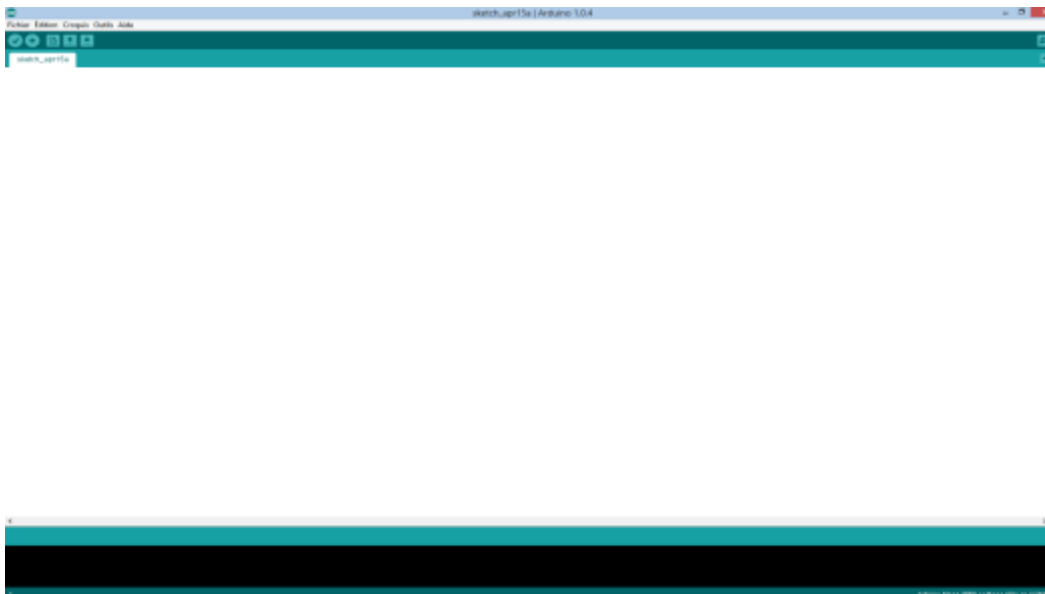 sketch_apr15a | Arduino 1.0.4
Fichier Édition Croquis Outils Aide
sketch_apr15a